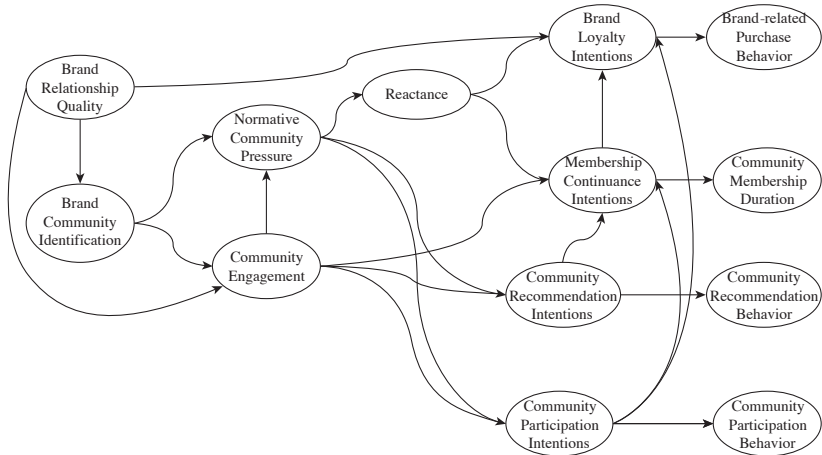 Brand
Relationship
Quality
Brand
Community
Identification
Normative
Community
Pressure
Community
Engagement
Reactance
Brand
Loyalty
Intentions
Membership
Continuance
Intentions
Community
Recommendation
Intentions
Community
Participation
Intentions
Brand-related
Purchase
Behavior
Community
Membership
Duration
Community
Recommendation
Behavior
Community
Participation
Behavior